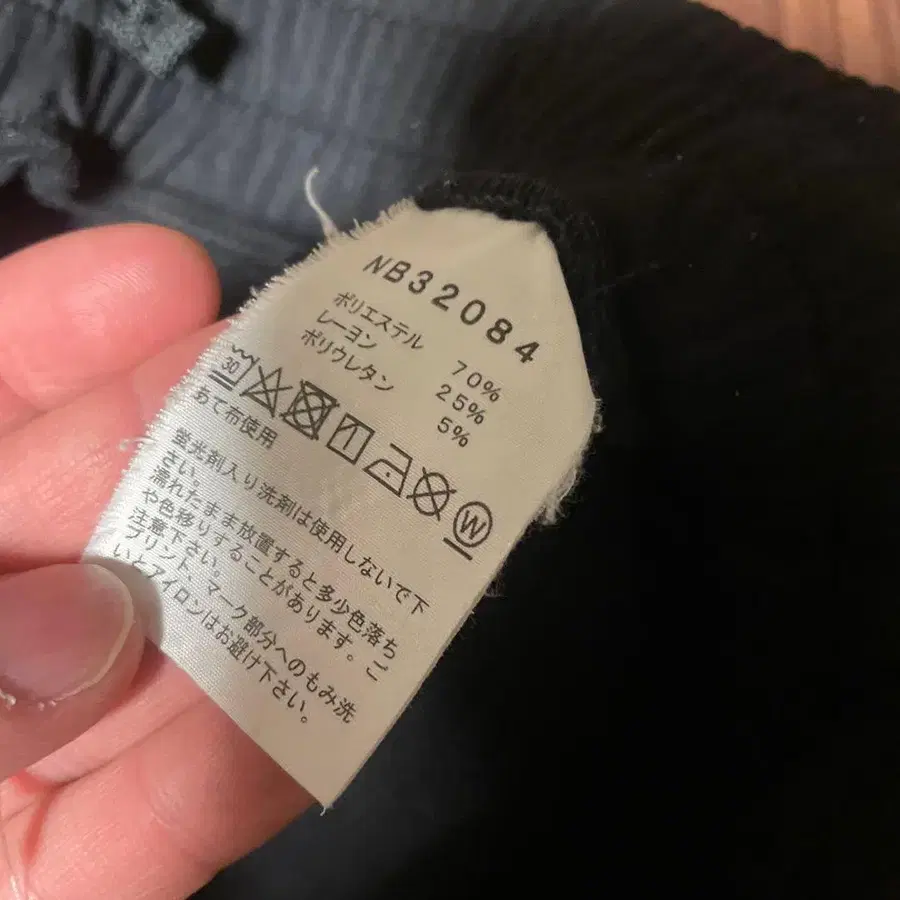 NB32084
ポリエステル 70%
レーヨン 25%
ポリウレタン 5%
30 W
あて布使用
蛍光剤入り洗剤は使用しないで下
さい。
濡れたまま放置すると多少色落ち
や色移りすることがあります。ご
注意下さい。
プリント、マーク部分へのもみ洗
いとアイロンはお避け下さい。